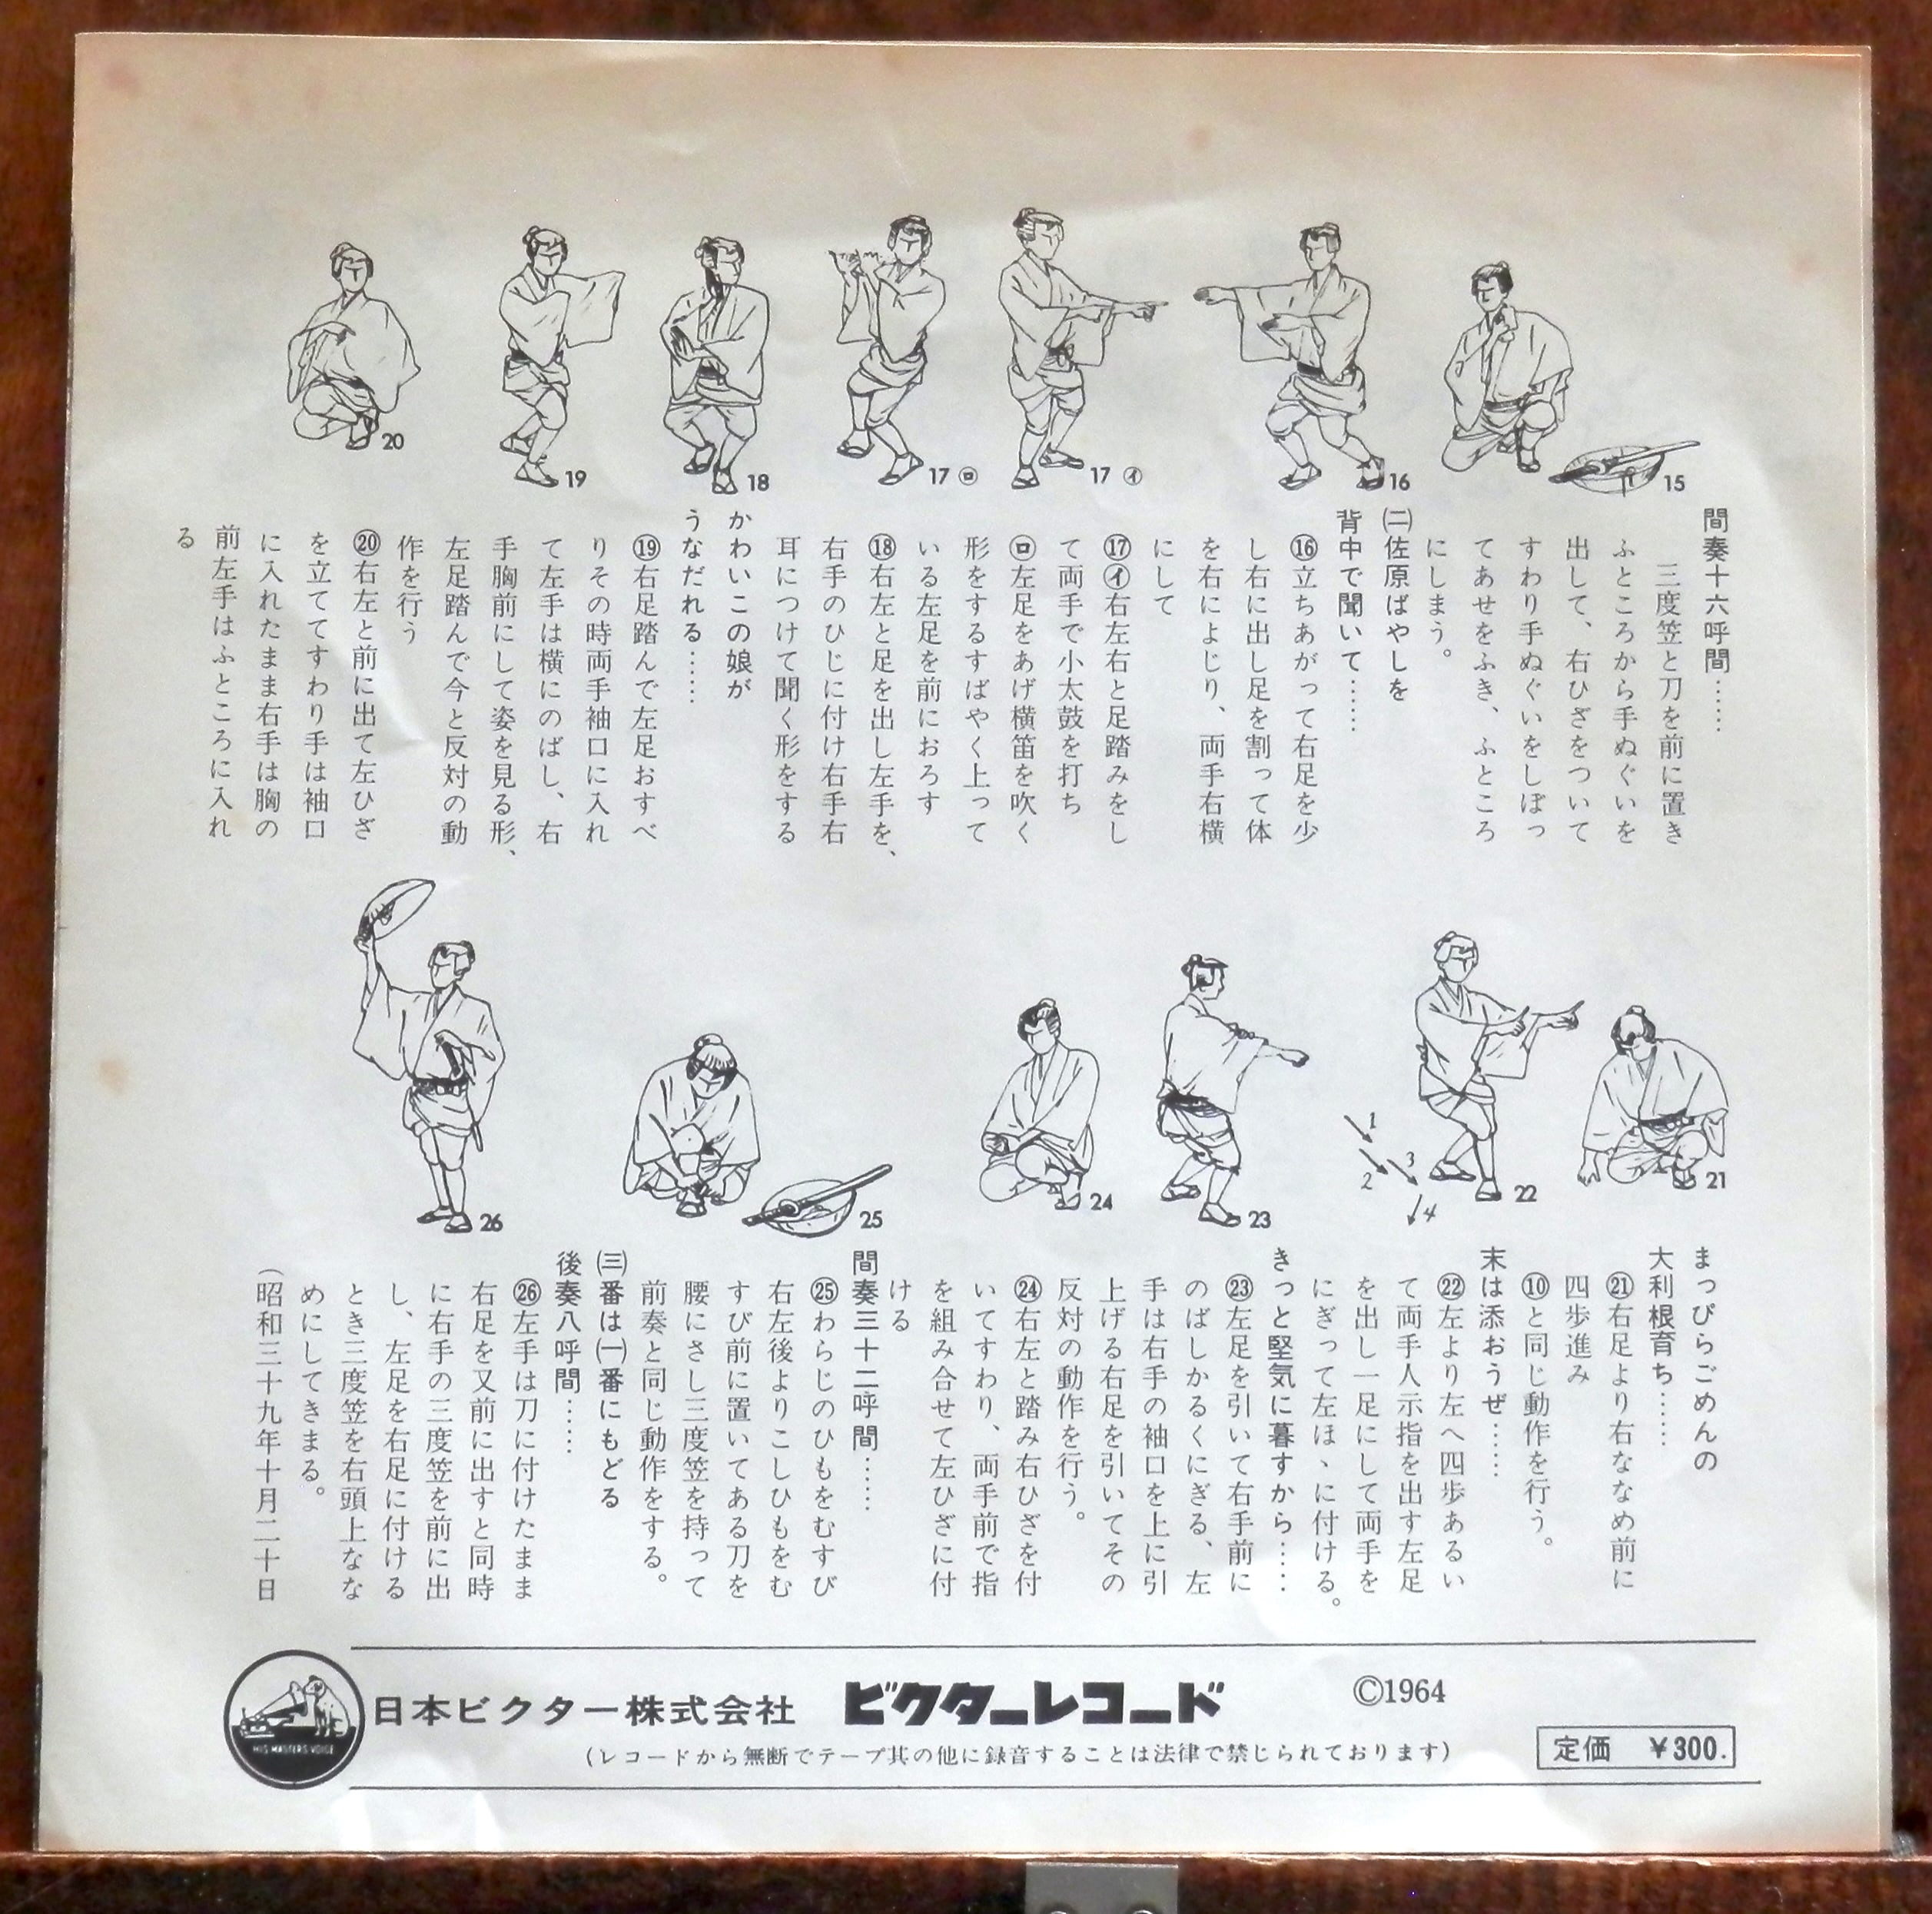 20
19
18
17 ㋺
17 ㋑
16
15
間奏十六呼間……
三度笠と刀を前に置き
ふところから手ぬぐいを
出して、右ひざをついて
すわり手ぬぐいをしぼっ
てあせをふき、ふところ
にしまう。
㈡佐原ばやしを
背中で聞いて……
⑯立ちあがって右足を少
し右に出し足を割って体
を右によじり、両手右横
にして
⑰㋑右左右と足踏みをし
て両手で小太鼓を打ち
㋺左足をあげ横笛を吹く
形をするすばやく上って
いる左足を前におろす
⑱右左と足を出し左手を、
右手のひじに付け右手右
耳につけて聞く形をする
かわいこの娘が
うなだれる……
⑲右足踏んで左足おすべ
りその時両手袖口に入れ
て左手は横にのばし、右
手胸前にして姿を見る形、
左足踏んで今と反対の動
作を行う
⑳右左と前に出て左ひざ
を立ててすわり手は袖口
に入れたまま右手は胸の
前左手はふところに入れ
る
26
25
24
23
22
21
1
2
3
4
まっぴらごめんの
大利根育ち……
㉑右足より右ななめ前に
四歩進み
⑩と同じ動作を行う。
末は添おうぜ……
㉒左より左へ四歩あるい
て両手人示指を出す左足
を出し一足にして両手を
にぎって左ほゝに付ける。
きっと堅気に暮すから……
㉓左足を引いて右手前に
のばしかるくにぎる、左
手は右手の袖口を上に引
上げる右足を引いてその
反対の動作を行う。
㉔右左と踏み右ひざを付
いてすわり、両手前で指
を組み合せて左ひざに付
ける
間奏三十二呼間……
㉕わらじのひもをむすび
右左後よりこしひもをむ
すび前に置いてある刀を
腰にさし三度笠を持って
前奏と同じ動作をする。
㈢番は㈠番にもどる
後奏八呼間……
㉖左手は刀に付けたまま
右足を又前に出すと同時
に右手の三度笠を前に出
し、左足を右足に付ける
とき三度笠を右頭上なな
めにしてきまる。
（昭和三十九年十月二十日
HIS MASTERS VOICE
日本ビクター株式会社 ビクターレコード ©1964
(レコードから無断でテープ其の他に録音することは法律で禁じられております)
定価 ￥300.